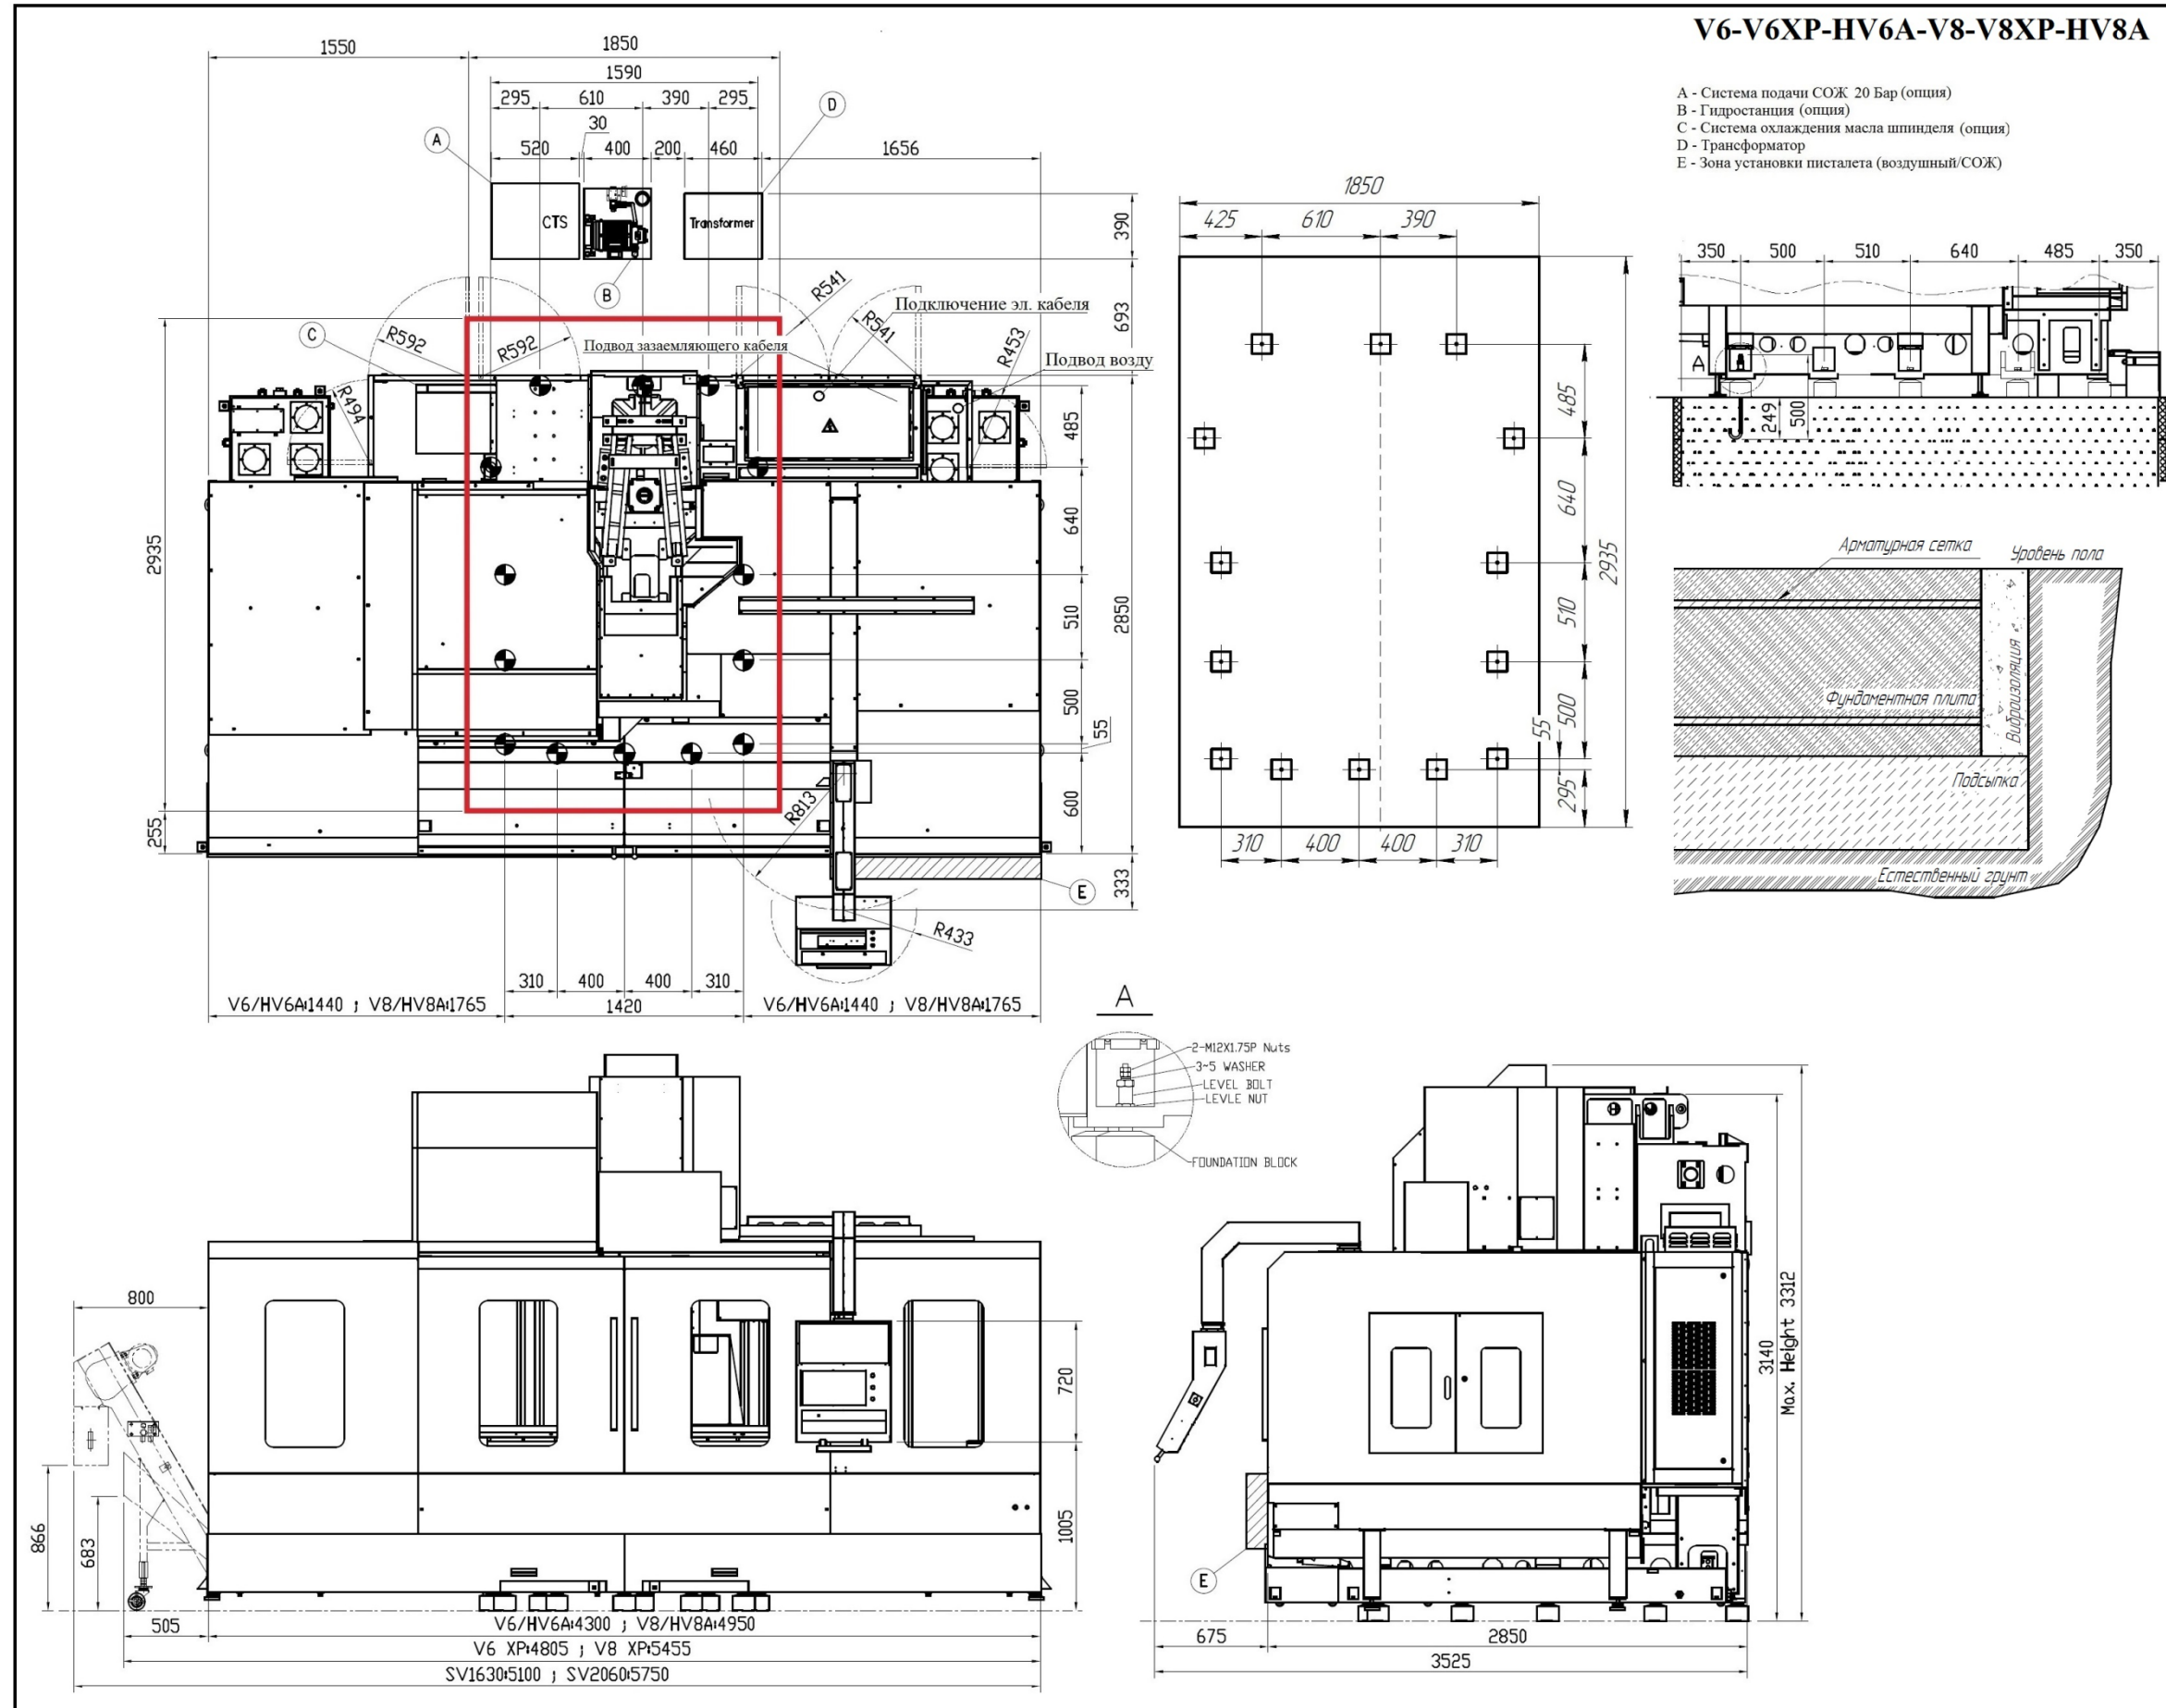 V6-V6XP-HV6A-V8-V8XP-HV8A
A - Система подачи СОЖ 20 Бар (опция)
B - Гидростанция (опция)
C - Система охлаждения масла шпинделя (опция)
D - Трансформатор
E - Зона установки писталета (воздушный/СОЖ)
1550
1850
1590
295
610
390
295
30
520
400
200
460
1656
A
D
CTS
Transformer
B
390
693
C
R592
R592
R541
R541
R453
R494
Подключение эл. кабеля
Подвод зазаемляющего кабеля
Подвод возду
2935
255
485
640
510
500
55
600
2850
333
R813
R433
E
310
400
400
310
V6/HV6A:1440 ; V8/HV8A:1765
1420
V6/HV6A:1440 ; V8/HV8A:1765
1850
425
610
390
485
640
510
500
55
295
2935
310
400
400
310
350
500
510
640
485
350
A
249
500
Арматурная сетка
Уровень пола
Фундаментная плита
Виброизоляция
Подсыпка
Естественный грунт
A
2-M12X1.75P Nuts
3~5 WASHER
LEVEL BOLT
LEVLE NUT
FOUNDATION BLOCK
800
866
683
720
1005
505
V6/HV6A:4300 ; V8/HV8A:4950
V6 XP:4805 ; V8 XP:5455
SV1630:5100 ; SV2060:5750
3140
Max. Height 3312
E
675
2850
3525